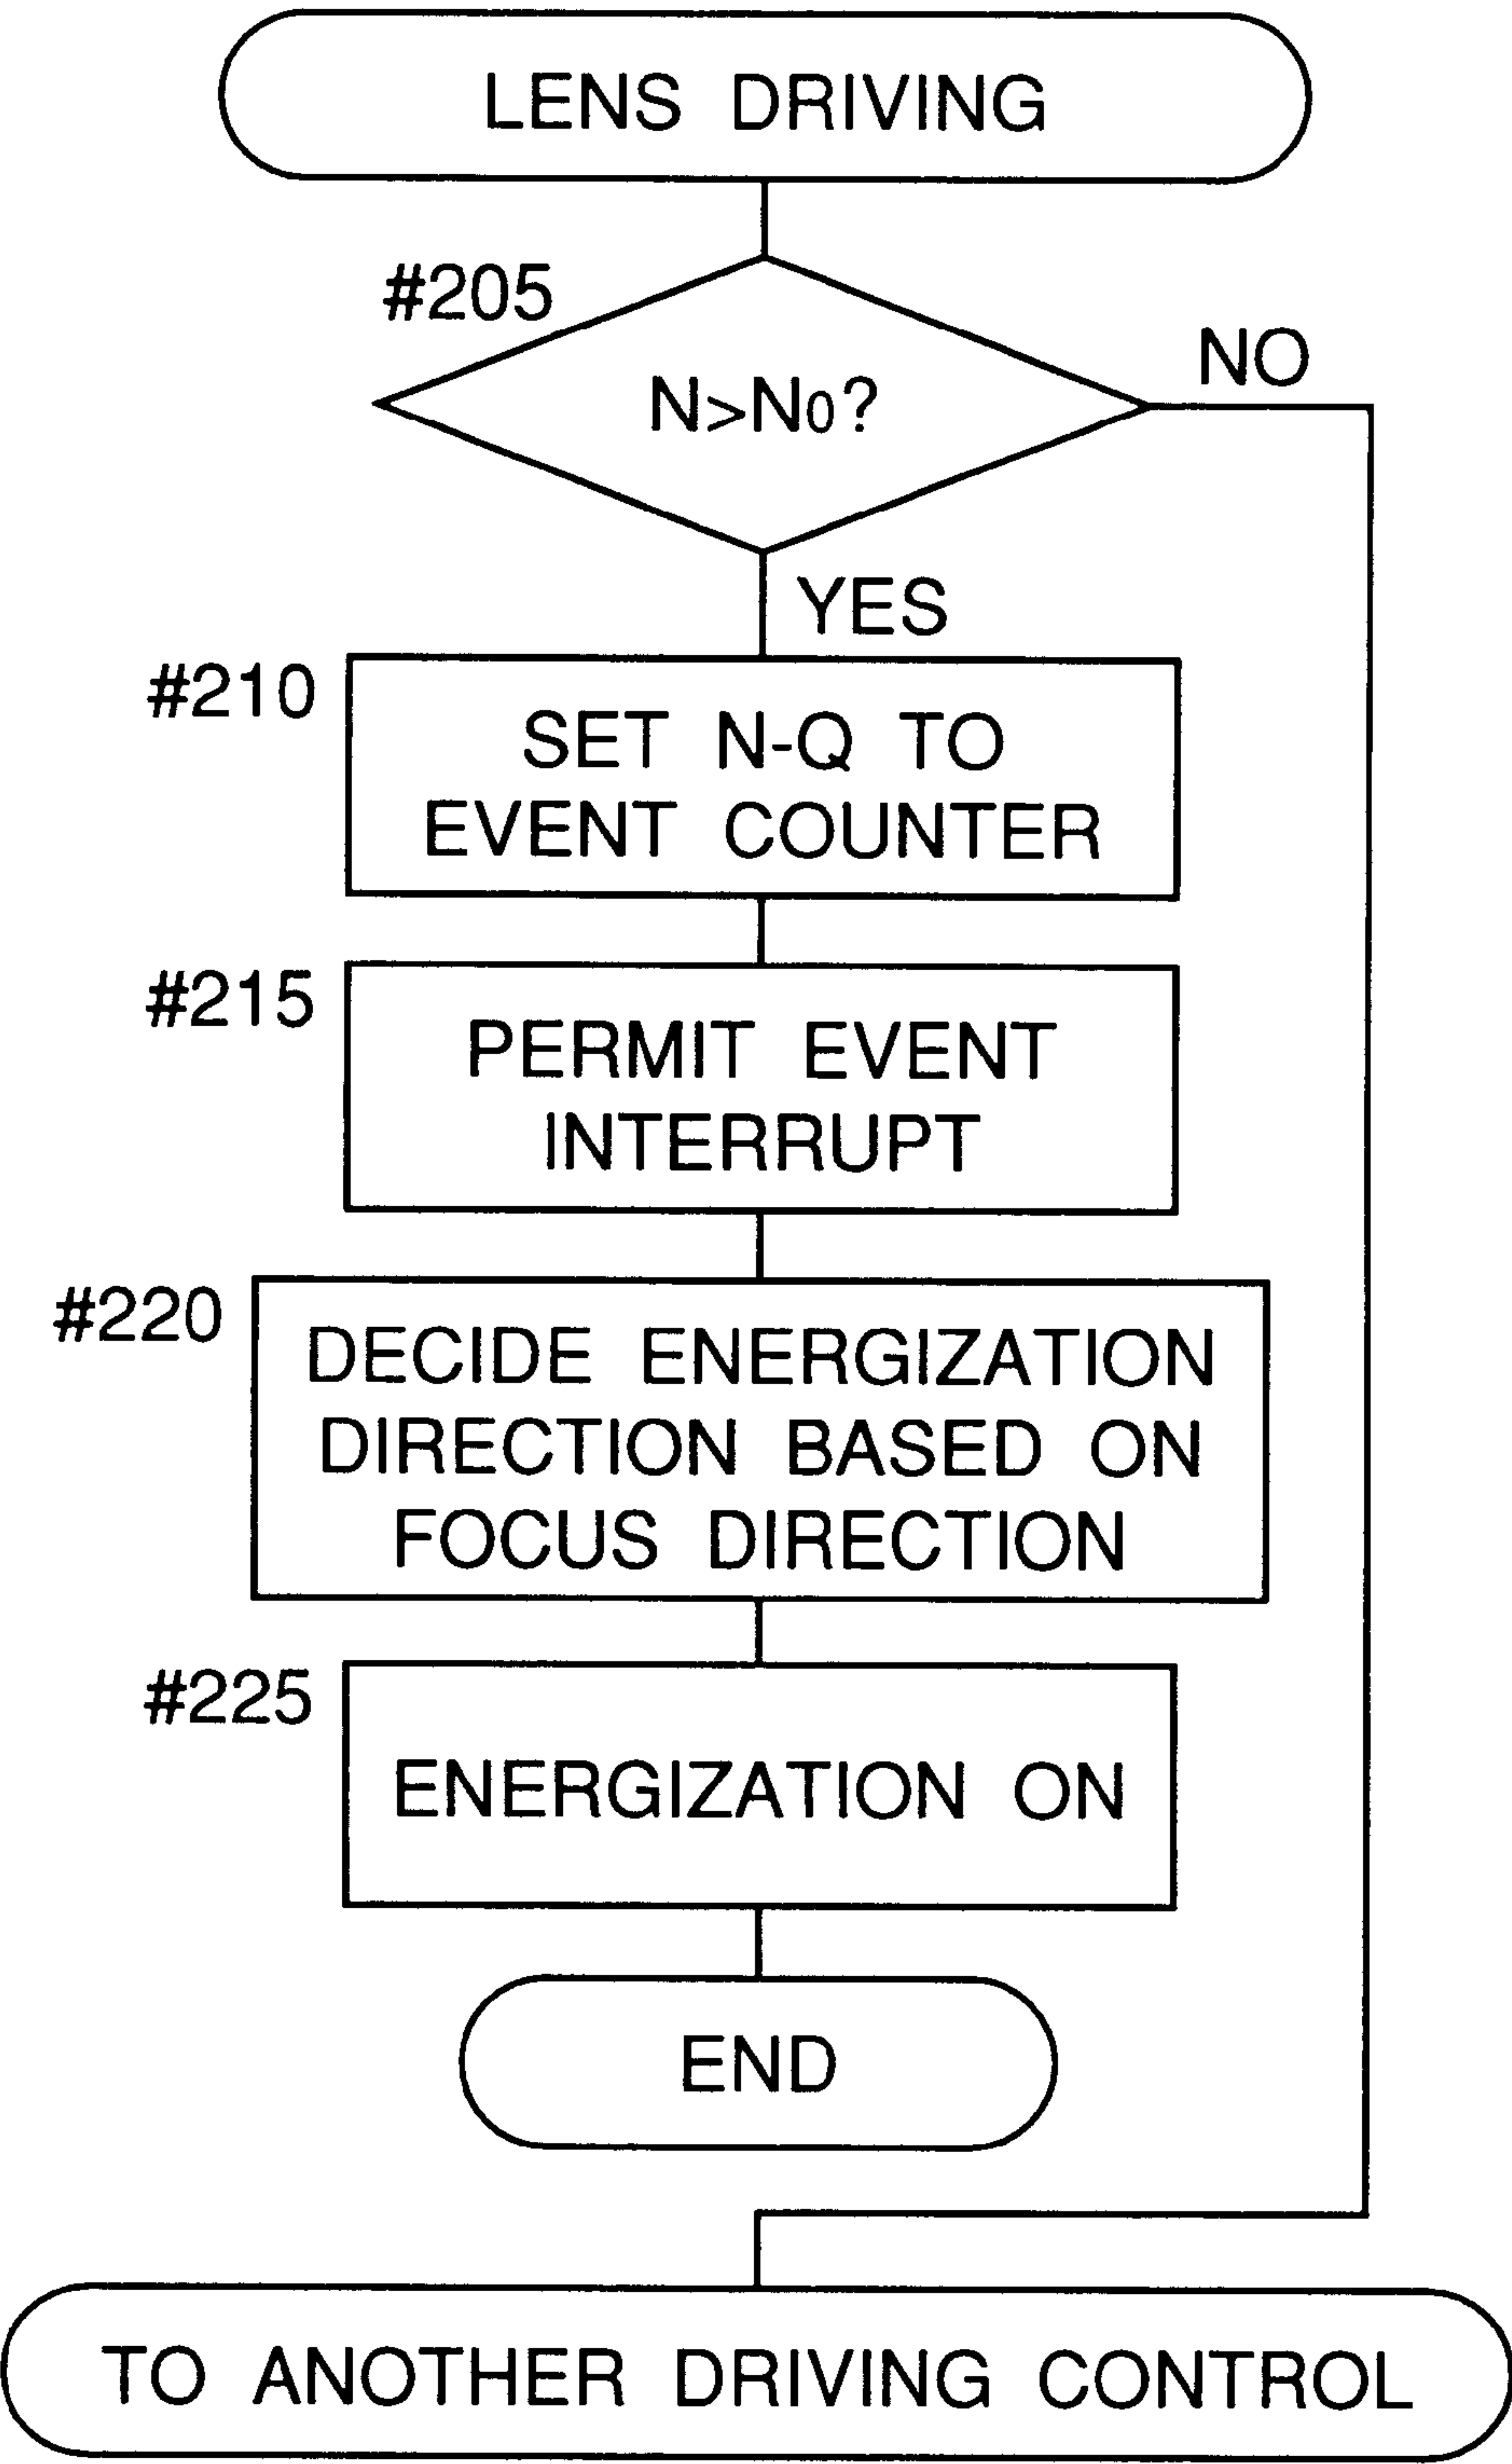 LENS DRIVING
#205
N>N0?
NO
YES
#210
SET N-Q TO
EVENT COUNTER
#215
PERMIT EVENT
INTERRUPT
#220
DECIDE ENERGIZATION
DIRECTION BASED ON
FOCUS DIRECTION
#225
ENERGIZATION ON
END
TO ANOTHER DRIVING CONTROL